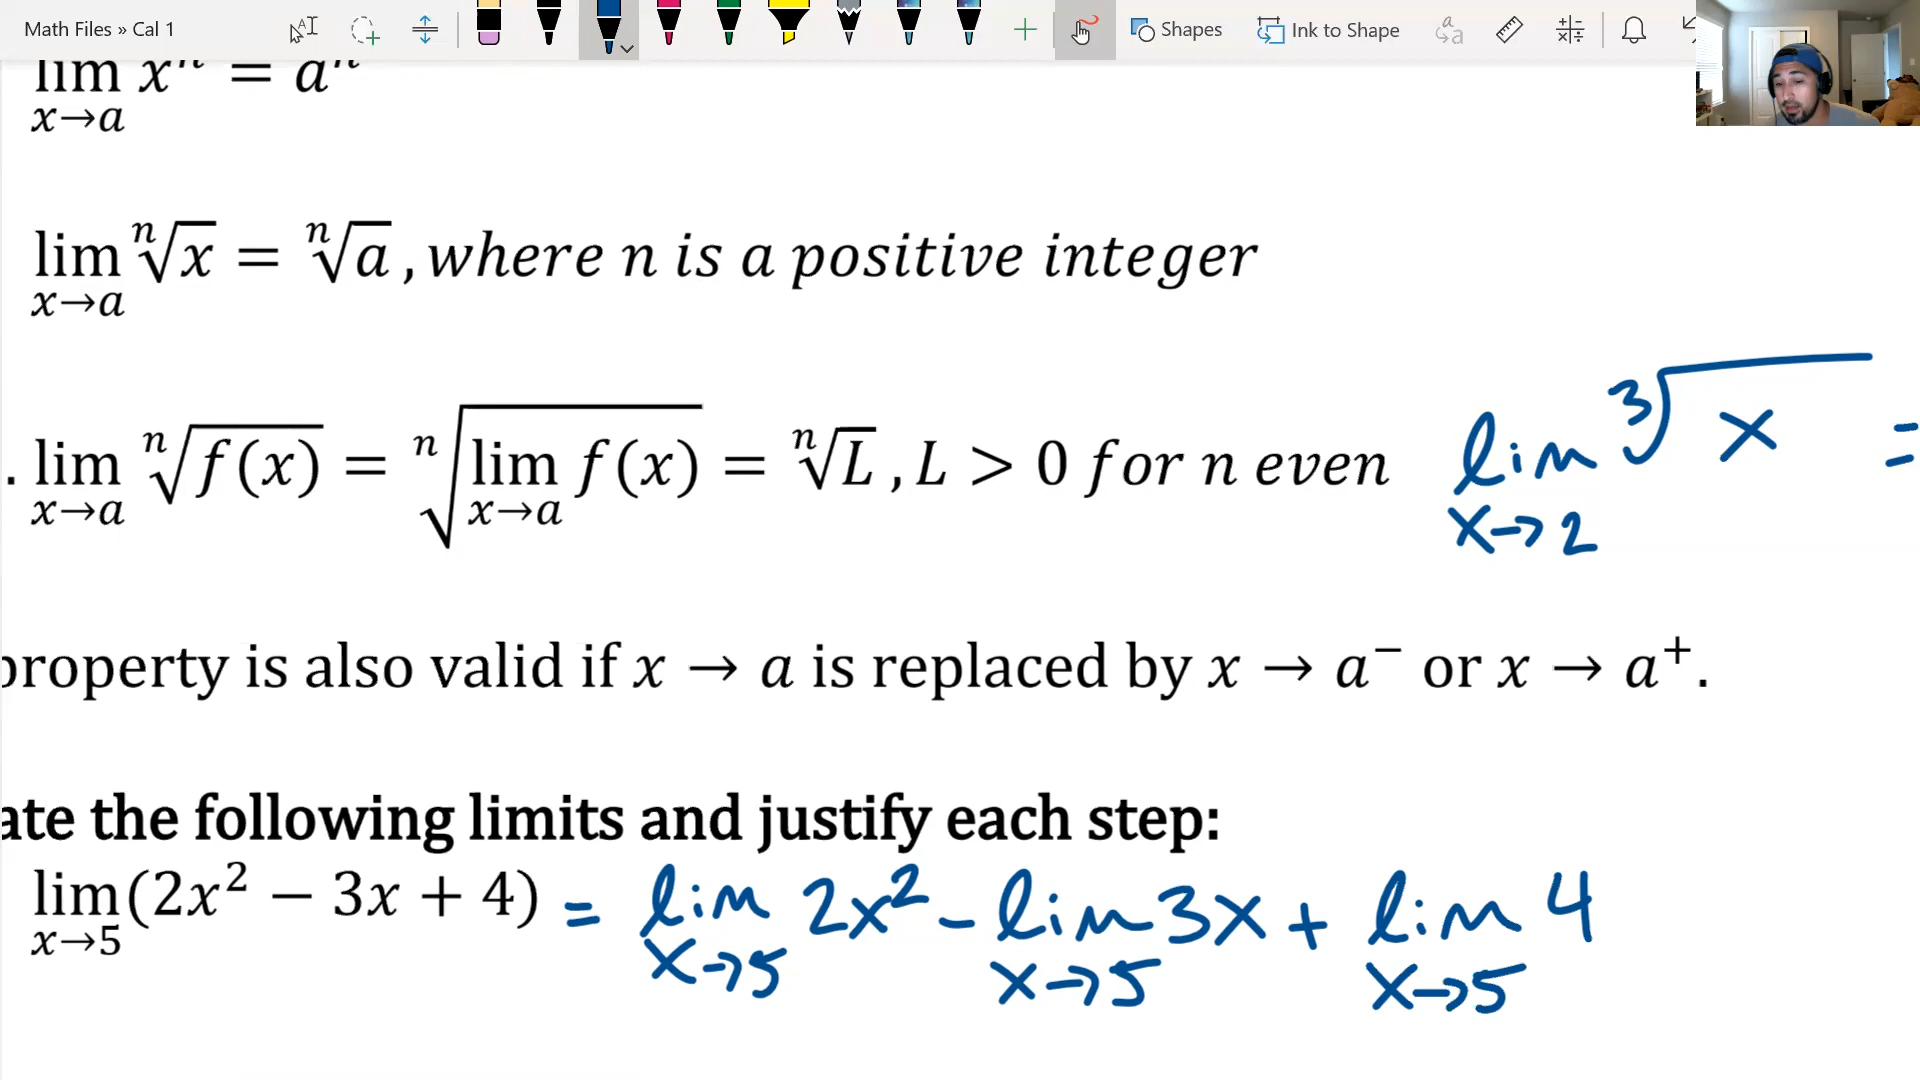 Math Files » Cal 1
Shapes
Ink to Shape
lim x^n = a^n
x→a
lim ⁿ√x = ⁿ√a, where n is a positive integer
x→a
. lim ⁿ√f(x) = ⁿ√(lim f(x)) = ⁿ√L, L > 0 for n even
x→a x→a
lim ³√x =
x→2
property is also valid if x → a is replaced by x → a⁻ or x → a⁺.
ate the following limits and justify each step:
lim(2x² − 3x + 4) = lim 2x² - lim 3x + lim 4
x→5 x→5 x→5 x→5